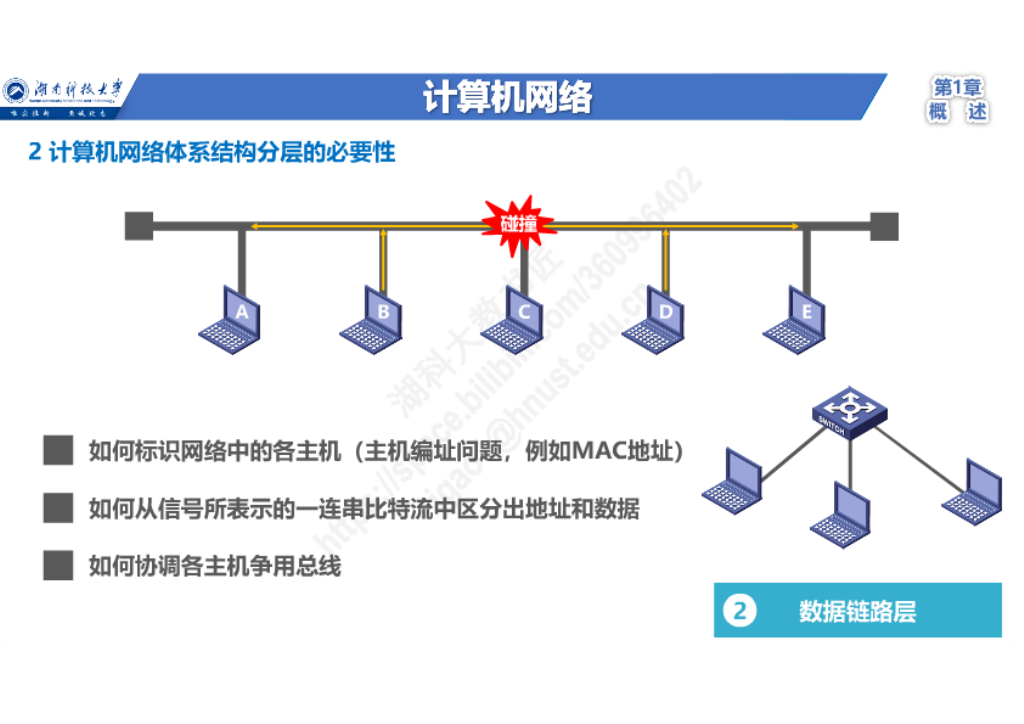 湖南科技大学
计算机网络
第1章
概 述
2 计算机网络体系结构分层的必要性
碰撞
A B C D E
SWITCH
如何标识网络中的各主机（主机编址问题，例如MAC地址）
如何从信号所表示的一连串比特流中区分出地址和数据
如何协调各主机争用总线
2 数据链路层
湖科大教书匠
https://space.bilibili.com/360996402